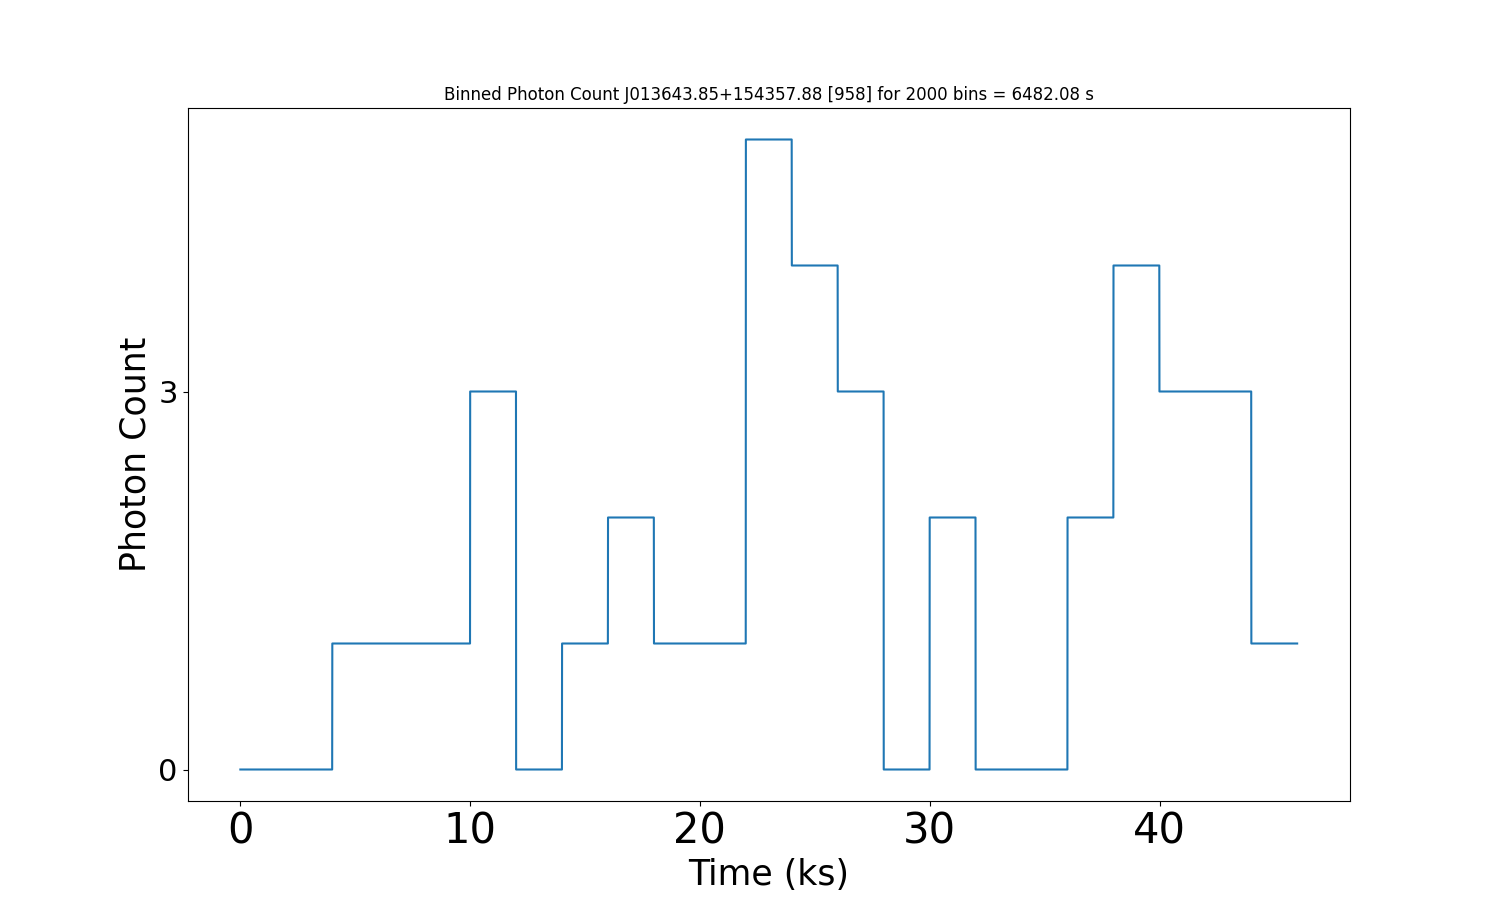 Binned Photon Count J013643.85+154357.88 [958] for 2000 bins = 6482.08 s
Photon Count
3
0
0 10 20 30 40
Time (ks)